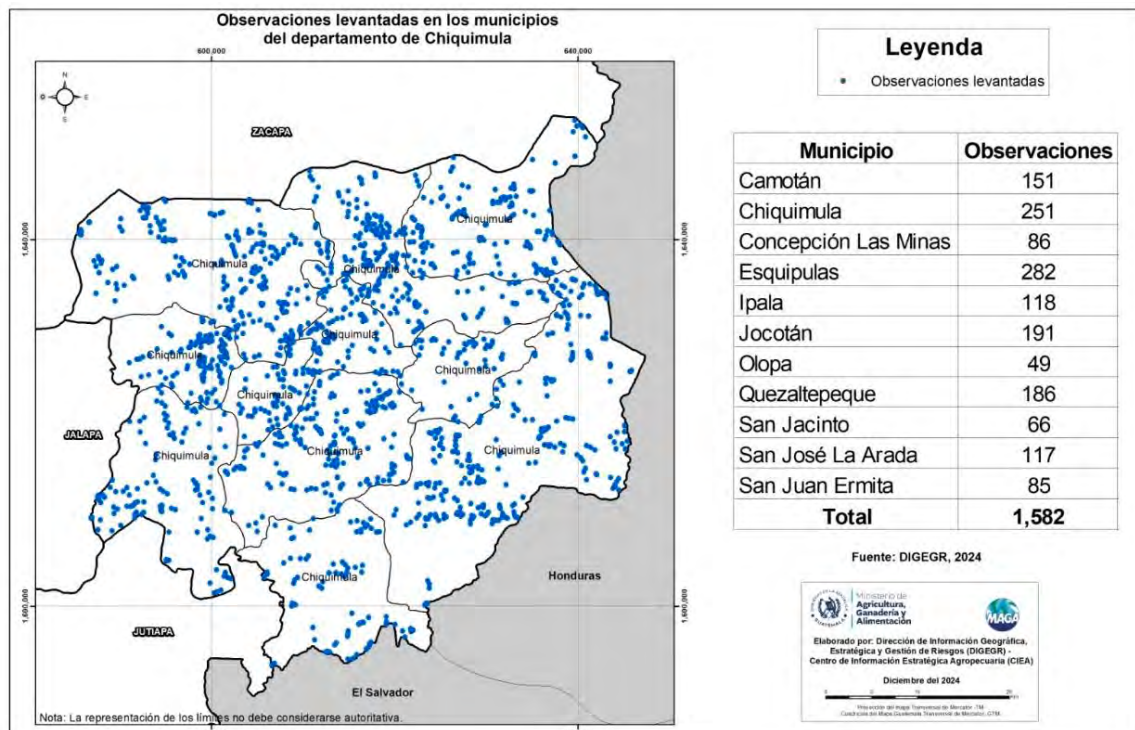 Observaciones levantadas en los municipios
del departamento de Chiquimula
600,000
640,000
N
E
S
ZACAPA
Chiquimula
1,640,000
1,640,000
Chiquimula
Chiquimula
Chiquimula
Chiquimula
Chiquimula
Chiquimula
JALAPA
Chiquimula
Chiquimula
Chiquimula
Honduras
Chiquimula
1,600,000
1,600,000
JUTIAPA
El Salvador
Nota: La representación de los límites no debe considerarse autoritativa.
Leyenda
Observaciones levantadas
Municipio Observaciones
Camotán 151
Chiquimula 251
Concepción Las Minas 86
Esquipulas 282
Ipala 118
Jocotán 191
Olopa 49
Quezaltepeque 186
San Jacinto 66
San José La Arada 117
San Juan Ermita 85
Total 1,582
Fuente: DIGEGR, 2024
Ministerio de
Agricultura,
Ganadería y
Alimentación
MAGA
Elaborado por: Dirección de Información Geográfica,
Estratégica y Gestión de Riesgos (DIGEGR) -
Centro de Información Estratégica Agropecuaria (CIEA)
Diciembre del 2024